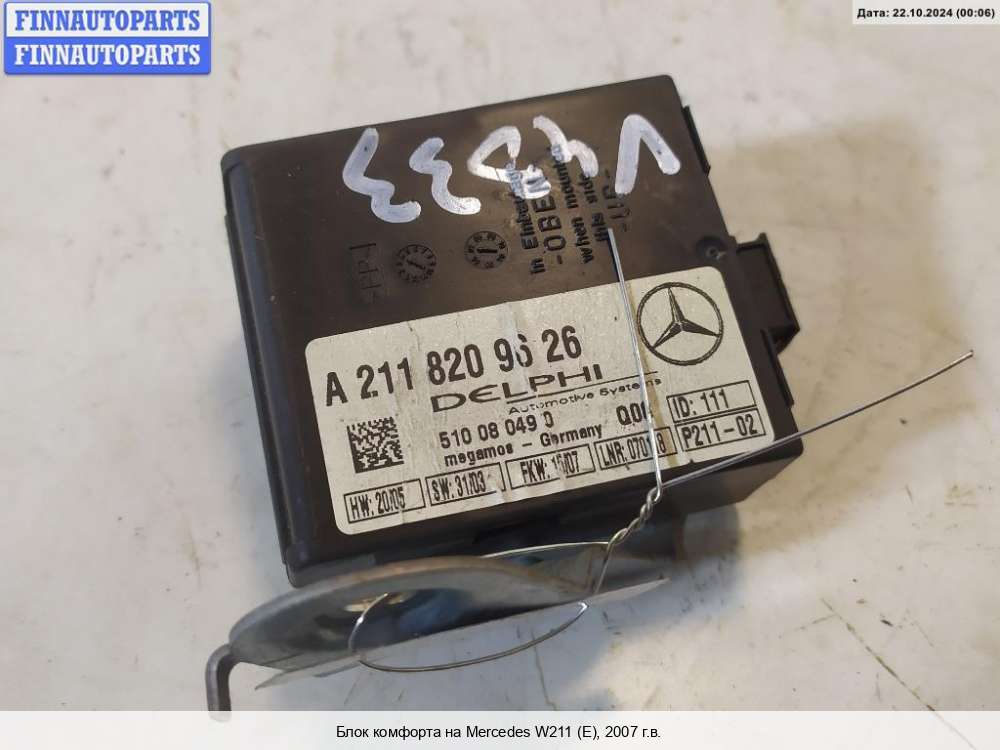 FINNAUTOPARTS
FINNAUTOPARTS
Дата: 22.10.2024 (00:06)
in Einbaulage
-OBEN-
when mounted
this side
-UP-
A 211 820 96 26
DELPHI
Automotive Systems
510 08 049 0
megamos - Germany
ID: 111
HW: 20/05
SW: 31/03
FKW: 16/07
P211-02
Блок комфорта на Mercedes W211 (E), 2007 г.в.